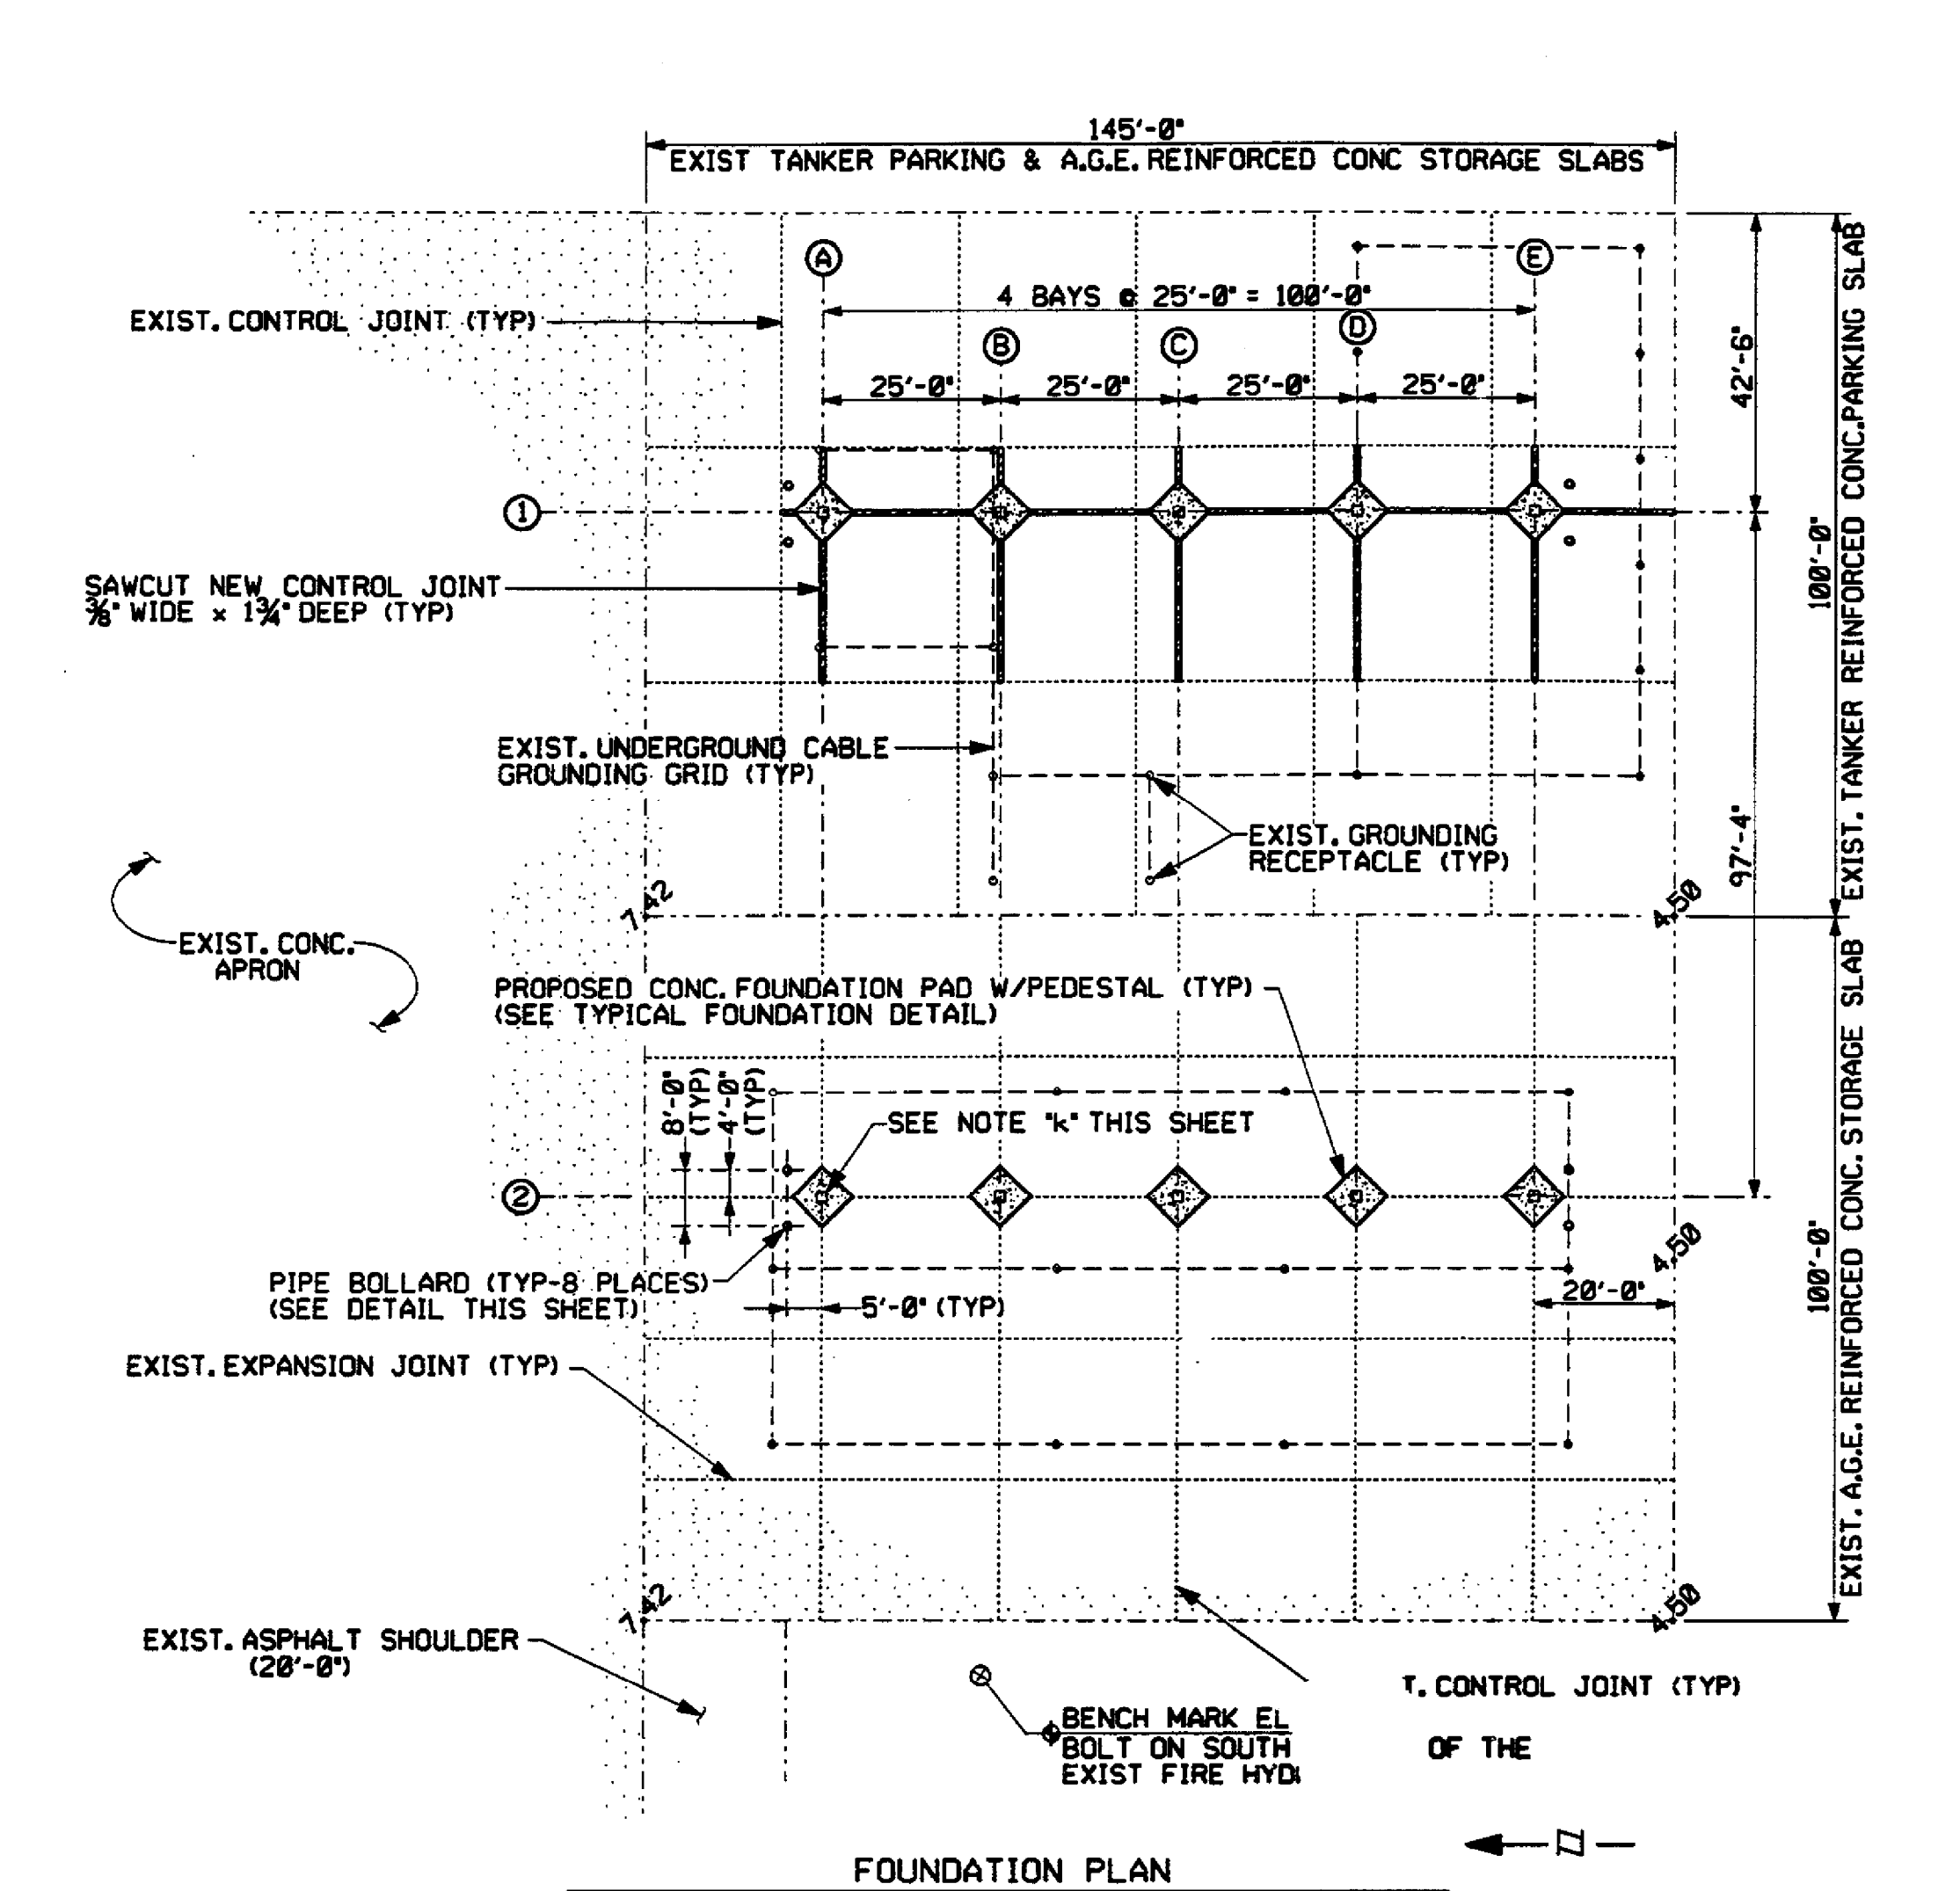 145'-0"
EXIST TANKER PARKING & A.G.E. REINFORCED CONC STORAGE SLABS
A
E
EXIST. CONTROL JOINT (TYP)
4 BAYS @ 25'-0" = 100'-0"
B
C
D
25'-0"
25'-0"
25'-0"
25'-0"
42'-6"
EXIST. TANKER REINFORCED CONC. PARKING SLAB
100'-0"
1
SAWCUT NEW CONTROL JOINT
3/8" WIDE x 1 3/4" DEEP (TYP)
EXIST. UNDERGROUND CABLE
GROUNDING GRID (TYP)
EXIST. GROUNDING
RECEPTACLE (TYP)
97'-4"
7.42
4.50
EXIST. CONC.
APRON
PROPOSED CONC. FOUNDATION PAD W/PEDESTAL (TYP)
(SEE TYPICAL FOUNDATION DETAIL)
8'-0"
(TYP)
4'-0"
(TYP)
SEE NOTE "k" THIS SHEET
2
4.50
EXIST. A.G.E. REINFORCED CONC. STORAGE SLAB
100'-0"
PIPE BOLLARD (TYP-8 PLACES)
(SEE DETAIL THIS SHEET)
5'-0" (TYP)
20'-0"
EXIST. EXPANSION JOINT (TYP)
7.42
4.50
EXIST. ASPHALT SHOULDER
(20'-0")
T. CONTROL JOINT (TYP)
BENCH MARK EL
BOLT ON SOUTH
OF THE
EXIST FIRE HYD
Z
FOUNDATION PLAN